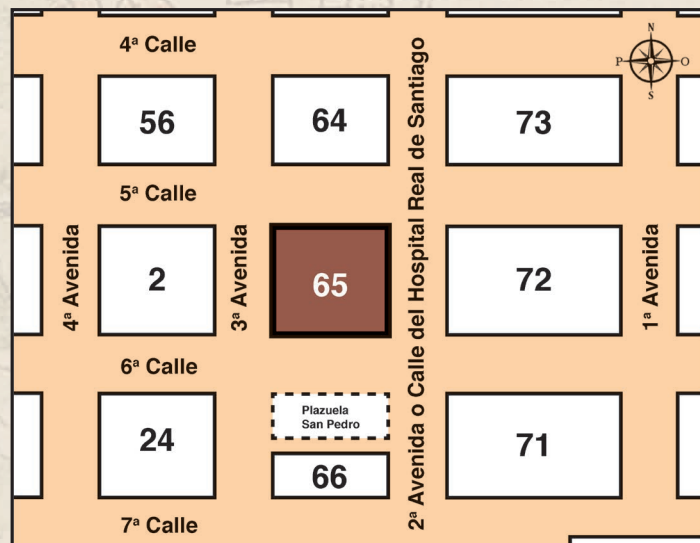 4ª Calle
N
P
O
S
56
64
73
5ª Calle
4ª Avenida
2
3ª Avenida
65
2ª Avenida o Calle del Hospital Real de Santiago
72
1ª Avenida
6ª Calle
24
Plazuela
San Pedro
66
71
7ª Calle